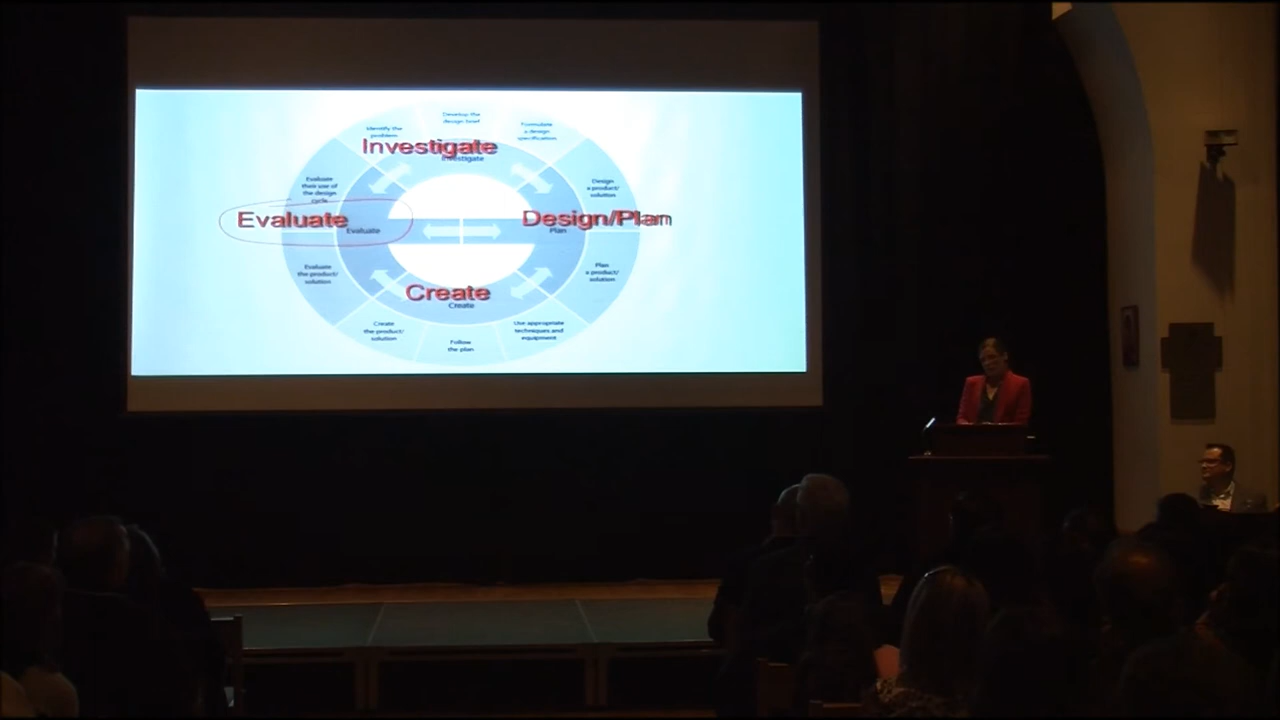 Develop the
design brief
Identify the
problem
Formulate
a design
specification
Investigate
Investigate
Evaluate
their use of
the design
cycle
Design
a product/
solution
Evaluate
Evaluate
Design/Plan
Plan
Evaluate
the product/
solution
Plan
a product/
solution
Create
Create
Create
the product/
solution
Follow
the plan
Use appropriate
techniques and
equipment